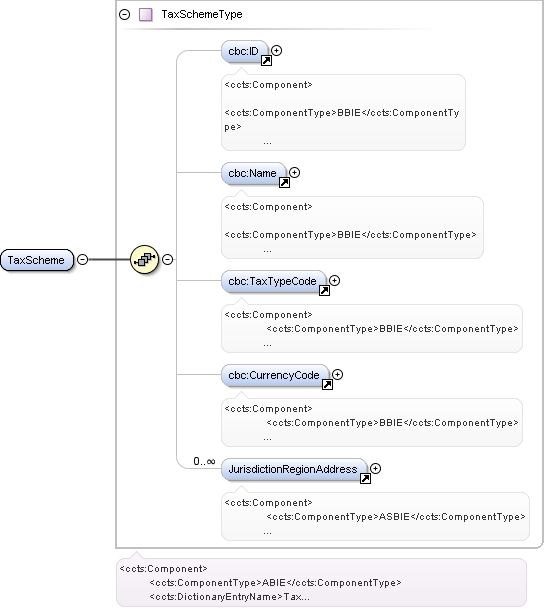 TaxSchemeType
cbc:ID
<ccts:Component>
<ccts:ComponentType>BBIE</ccts:ComponentTy
pe>
...
cbc:Name
<ccts:Component>
<ccts:ComponentType>BBIE</ccts:ComponentType>
...
TaxScheme
cbc:TaxTypeCode
<ccts:Component>
<ccts:ComponentType>BBIE</ccts:ComponentType>
...
cbc:CurrencyCode
<ccts:Component>
<ccts:ComponentType>BBIE</ccts:ComponentType>
...
0..∞
JurisdictionRegionAddress
<ccts:Component>
<ccts:ComponentType>ASBIE</ccts:ComponentType>
...
<ccts:Component>
<ccts:ComponentType>ABIE</ccts:ComponentType>
<ccts:DictionaryEntryName>Tax...